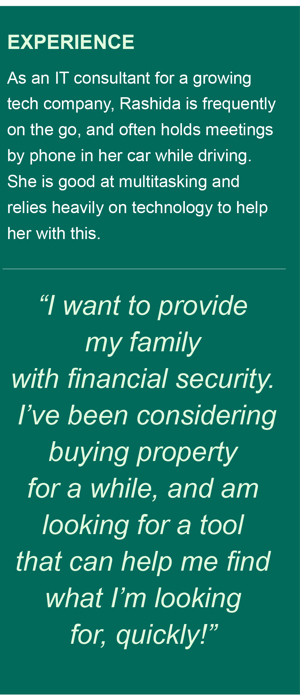 EXPERIENCE
As an IT consultant for a growing
tech company, Rashida is frequently
on the go, and often holds meetings
by phone in her car while driving.
She is good at multitasking and
relies heavily on technology to help
her with this.
“I want to provide
my family
with financial security.
I’ve been considering
buying property
for a while, and am
looking for a tool
that can help me find
what I’m looking
for, quickly!”